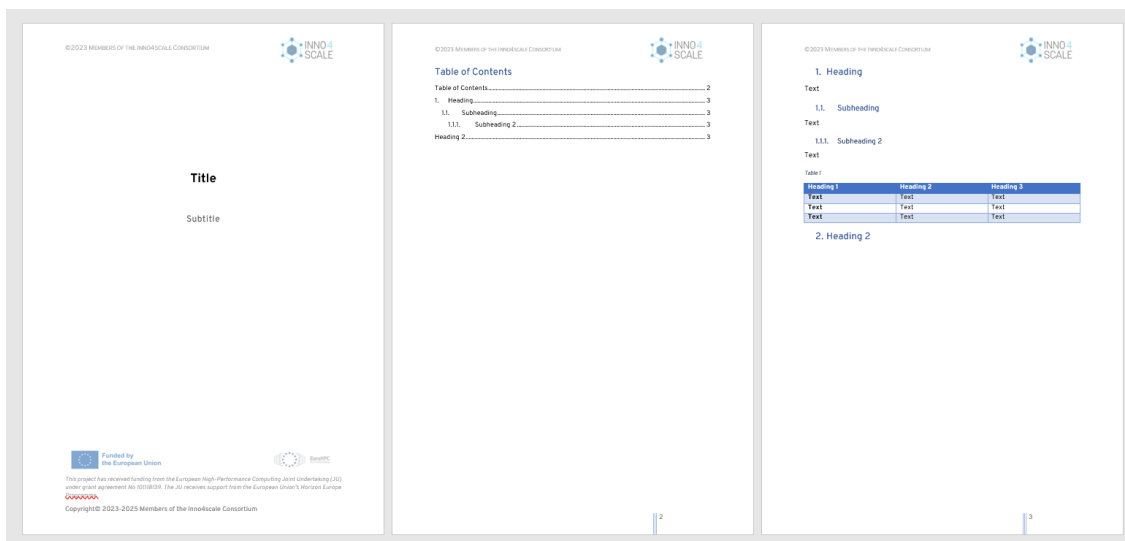 ©2023 Members of the Inno4scale Consortium
INNO4
SCALE
Title
Subtitle
Funded by
the European Union
EuroHPC
This project has received funding from the European High-Performance Computing Joint Undertaking (JU)
under grant agreement No 101118139. The JU receives support from the European Union's Horizon Europe
Programme.
Copyright© 2023-2025 Members of the Inno4scale Consortium
©2023 Members of the Inno4scale Consortium
INNO4
SCALE
Table of Contents
Table of Contents 2
1. Heading 3
1.1. Subheading 3
1.1.1. Subheading 2 3
Heading 2 3
2
©2023 Members of the Inno4scale Consortium
INNO4
SCALE
1. Heading
Text
1.1. Subheading
Text
1.1.1. Subheading 2
Text
Table 1
Heading 1 Heading 2 Heading 3
Text Text Text
Text Text Text
Text Text Text
2. Heading 2
3